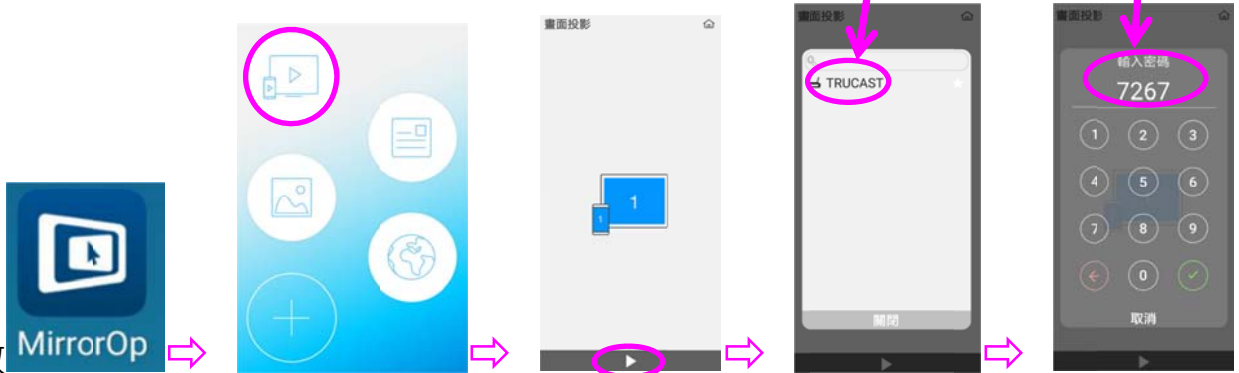 MirrorOp
畫面投影
1
1
畫面投影
TRUCAST
關閉
畫面投影
輸入密碼
7267
1 2 3
4 5 6
7 8 9
0
取消